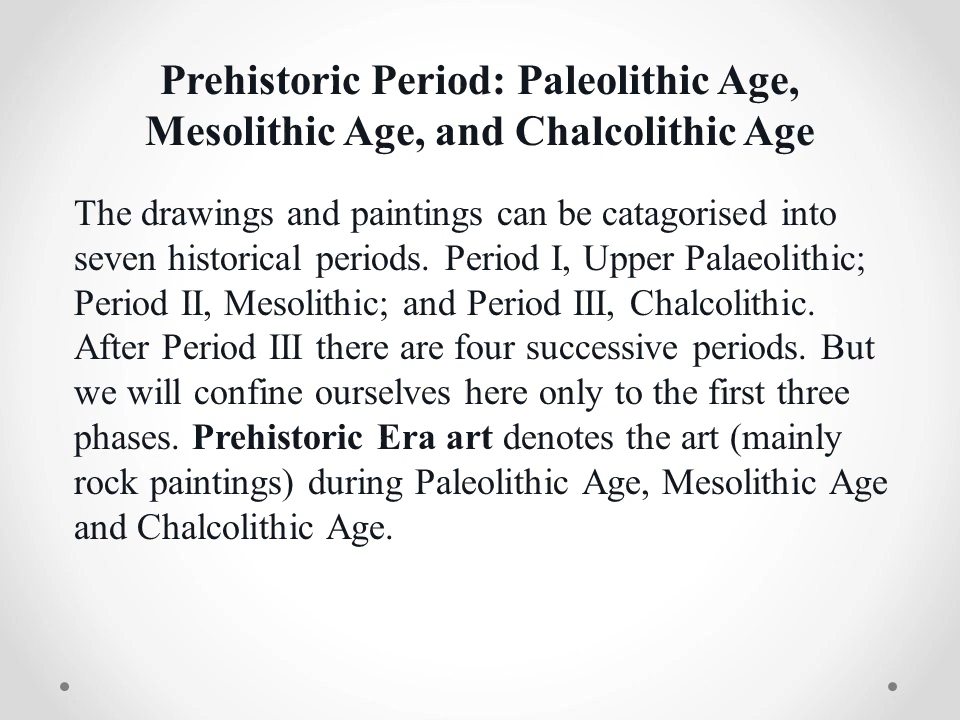 Prehistoric Period: Paleolithic Age,
Mesolithic Age, and Chalcolithic Age
The drawings and paintings can be catagorised into
seven historical periods. Period I, Upper Palaeolithic;
Period II, Mesolithic; and Period III, Chalcolithic.
After Period III there are four successive periods. But
we will confine ourselves here only to the first three
phases. Prehistoric Era art denotes the art (mainly
rock paintings) during Paleolithic Age, Mesolithic Age
and Chalcolithic Age.